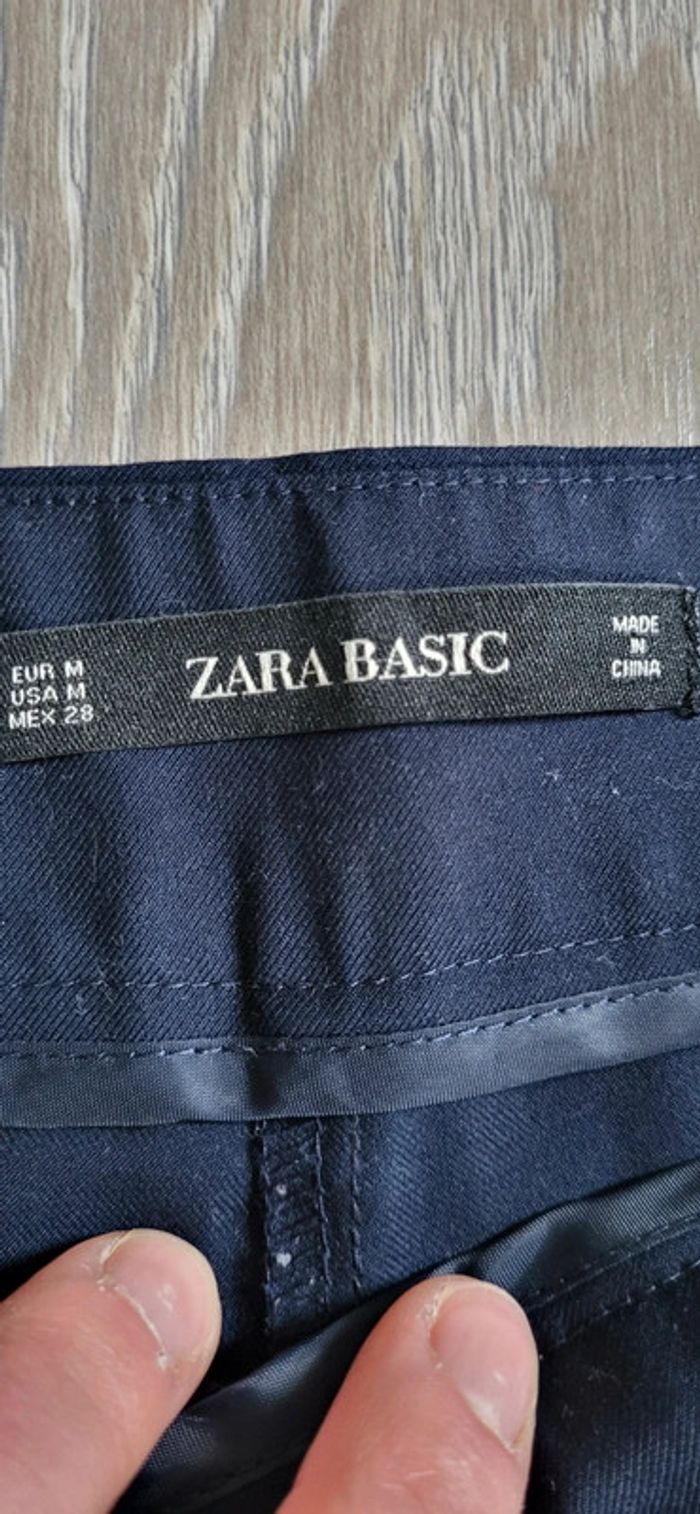 EUR M
USA M
MEX 28
ZARA BASIC
MADE
IN
CHINA